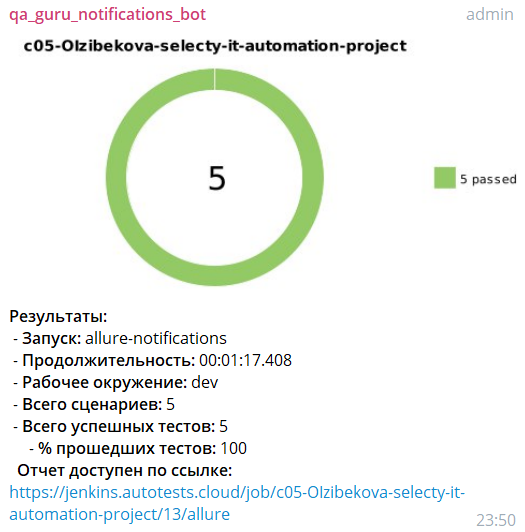 qa_guru_notifications_bot admin
c05-Olzibekova-selecty-it-automation-project
5
5 passed
Результаты:
- Запуск: allure-notifications
- Продолжительность: 00:01:17.408
- Рабочее окружение: dev
- Всего сценариев: 5
- Всего успешных тестов: 5
- % прошедших тестов: 100
Отчет доступен по ссылке:
https://jenkins.autotests.cloud/job/c05-Olzibekova-selecty-it-
automation-project/13/allure
23:50